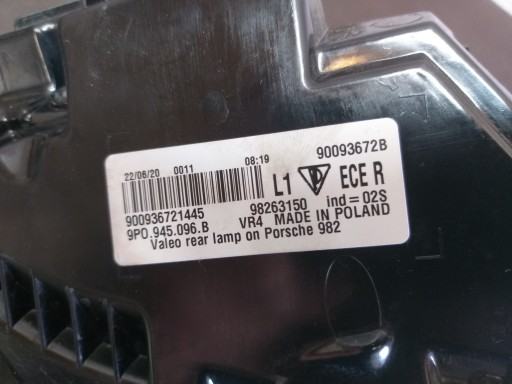 22/06/20 0011 08:19 90093672B
L1 ECE R
900936721445 98263150 ind=02S
9P0.945.096.B VR4 MADE IN POLAND
Valeo rear lamp on Porsche 982